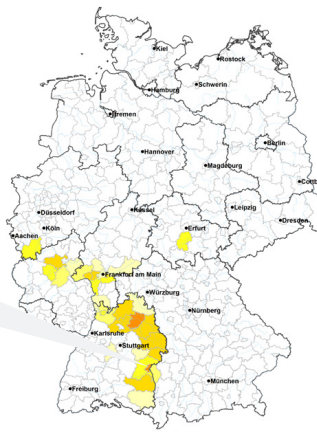 Kiel
Rostock
Hamburg
Schwerin
Bremen
Berlin
Hannover
Magdeburg
Cottb
Düsseldorf
Kassel
Leipzig
Köln
Erfurt
Dresden
Aachen
Frankfurt am Main
Würzburg
Nürnberg
Karlsruhe
Stuttgart
Freiburg
München